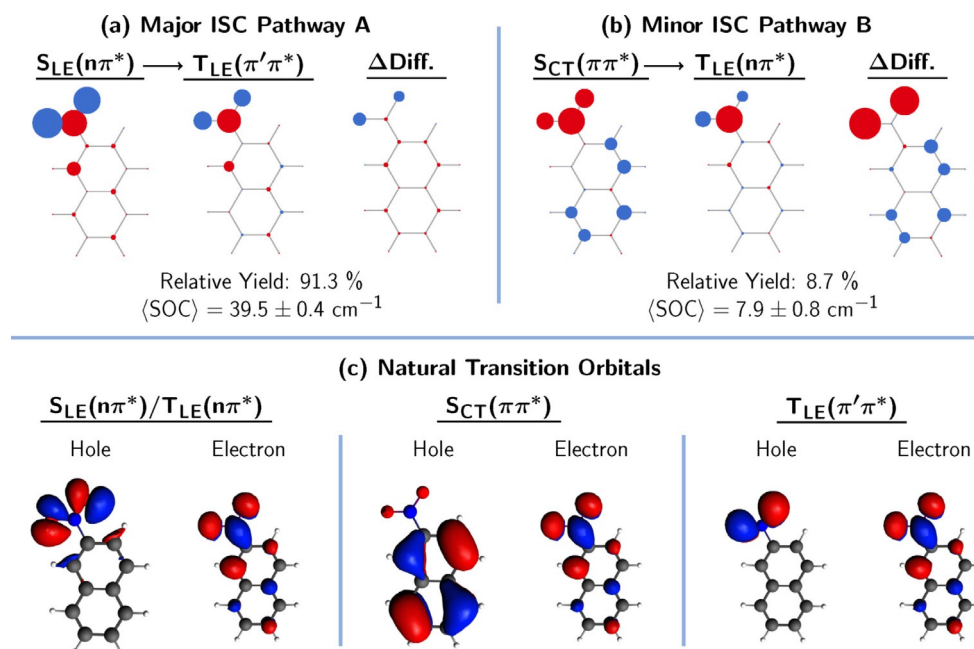 (a) Major ISC Pathway A
S_LE(nπ*) ⟶ T_LE(π′π*) ΔDiff.
Relative Yield: 91.3 %
⟨SOC⟩ = 39.5 ± 0.4 cm⁻¹
(b) Minor ISC Pathway B
S_CT(ππ*) ⟶ T_LE(nπ*) ΔDiff.
Relative Yield: 8.7 %
⟨SOC⟩ = 7.9 ± 0.8 cm⁻¹
(c) Natural Transition Orbitals
S_LE(nπ*)/T_LE(nπ*)
Hole Electron
S_CT(ππ*)
Hole Electron
T_LE(π′π*)
Hole Electron